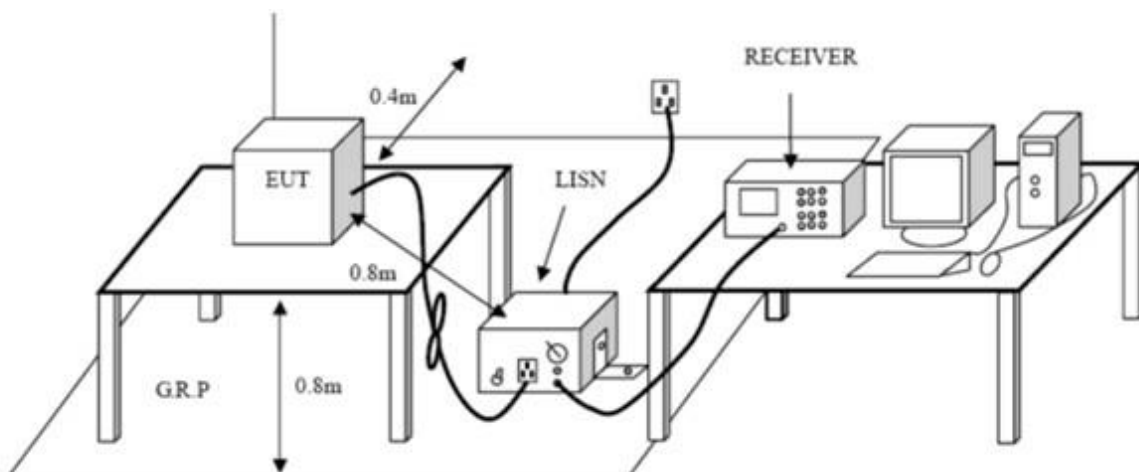 RECEIVER
0.4m
EUT
LISN
0.8m
G.R.P
0.8m